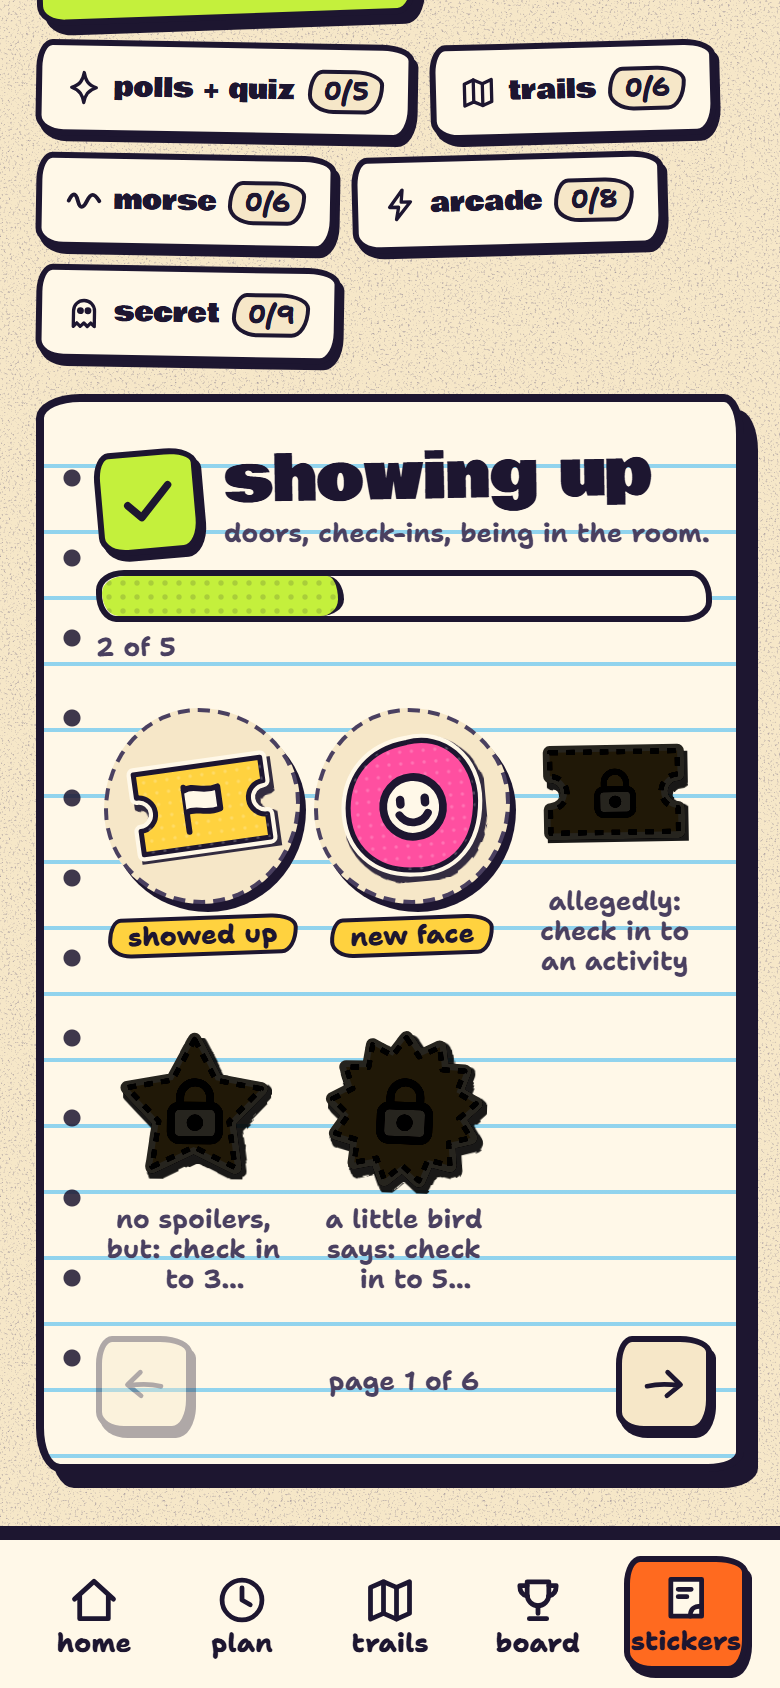 polls + quiz 0/5
trails 0/6
morse 0/6
arcade 0/8
secret 0/9
showing up
doors, check-ins, being in the room.
2 of 5
showed up
new face
allegedly:
check in to
an activity
no spoilers,
but: check in
to 3...
a little bird
says: check
in to 5...
page 1 of 6
home
plan
trails
board
stickers